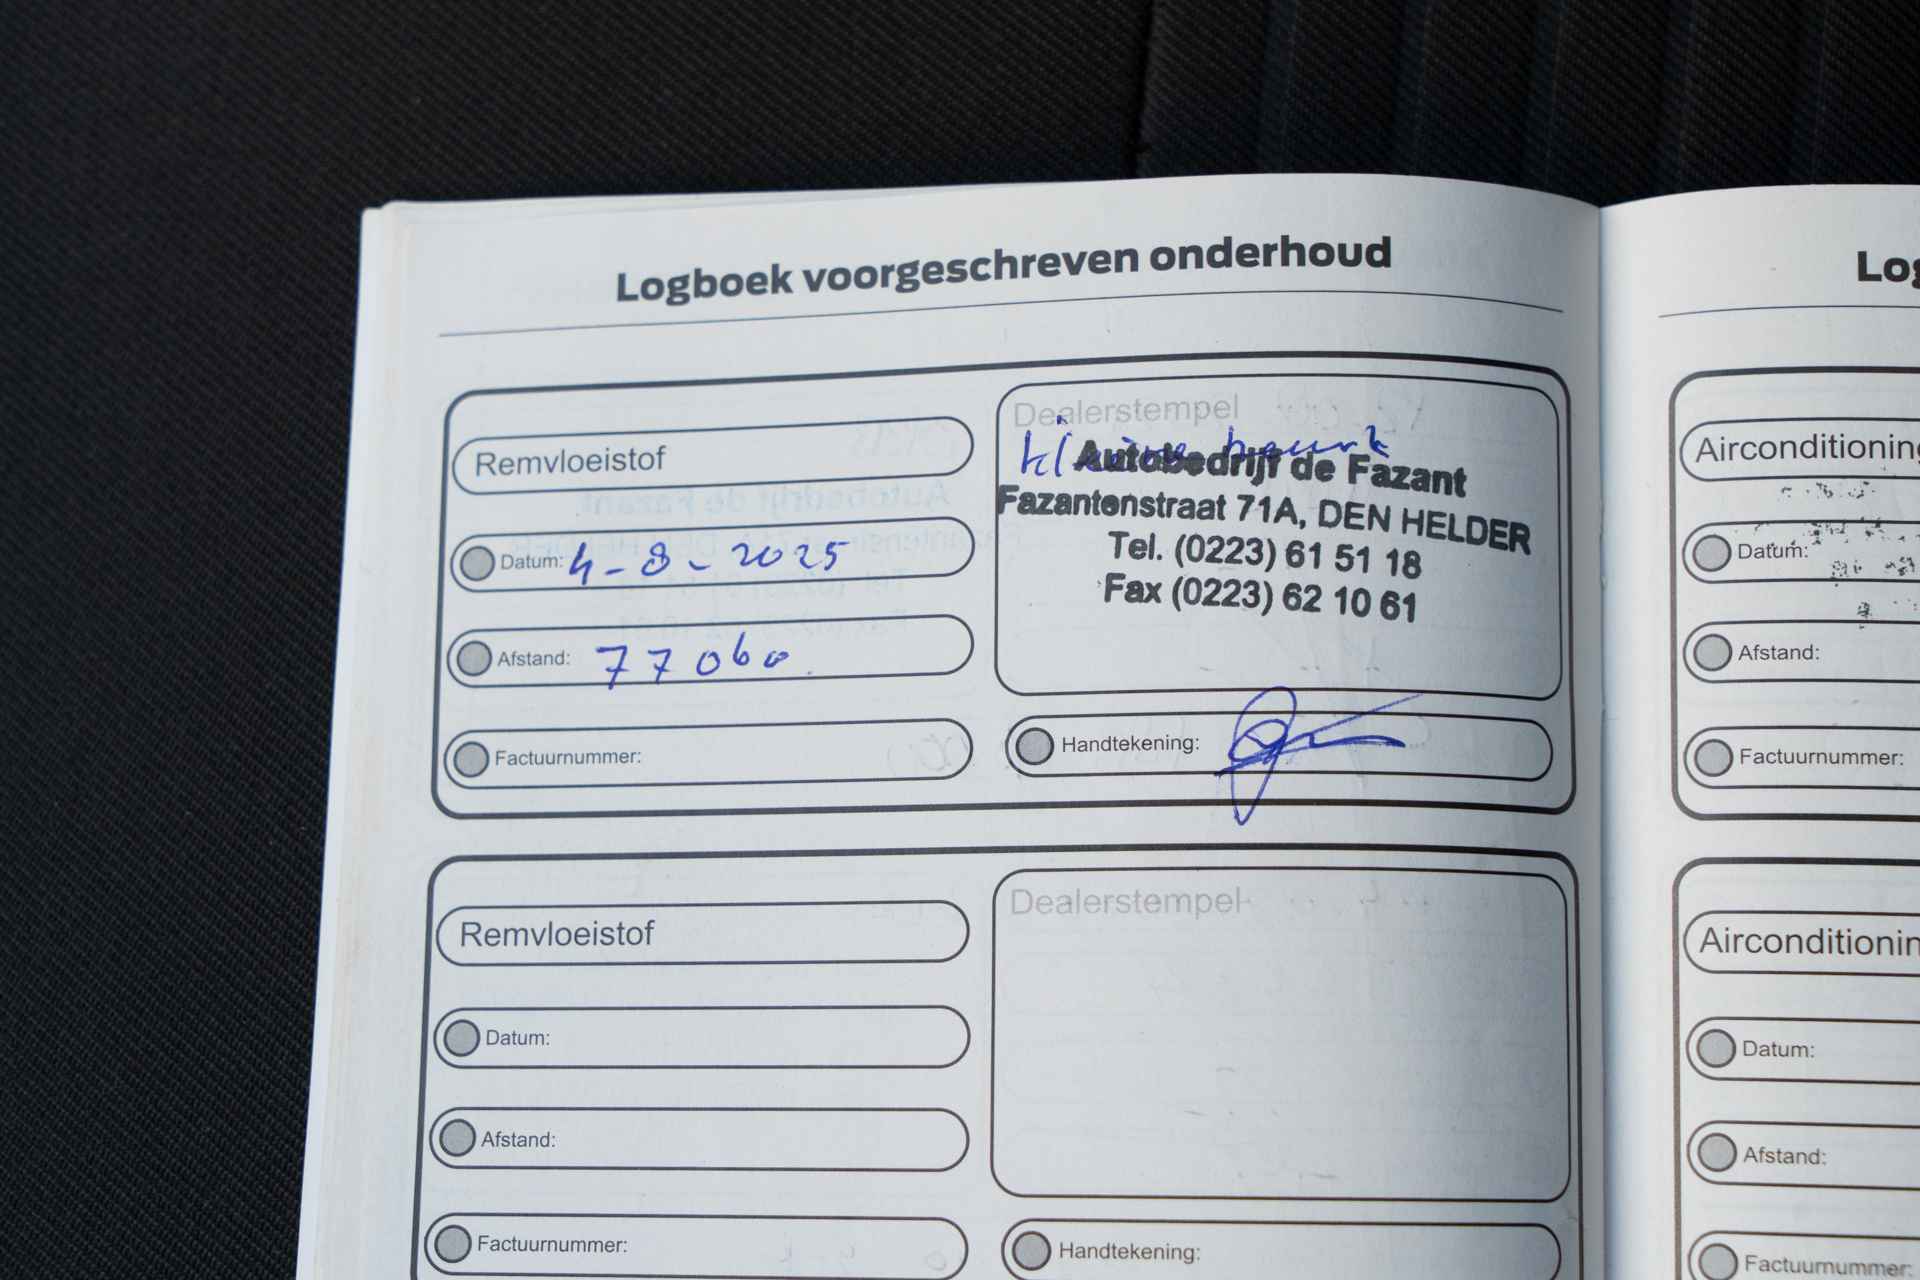 Logboek voorgeschreven onderhoud
Remvloeistof
Datum: 4-8-2025
Afstand: 77060
Factuurnummer:
Dealerstempel
kleine beurt
Autobedrijf de Fazant
Fazantenstraat 71A, DEN HELDER
Tel. (0223) 61 51 18
Fax (0223) 62 10 61
Handtekening:
Remvloeistof
Datum:
Afstand:
Factuurnummer:
Dealerstempel
Handtekening:
Log
Airconditioning
Datum:
Afstand:
Factuurnummer:
Airconditionin
Datum:
Afstand:
Factuurnummer: